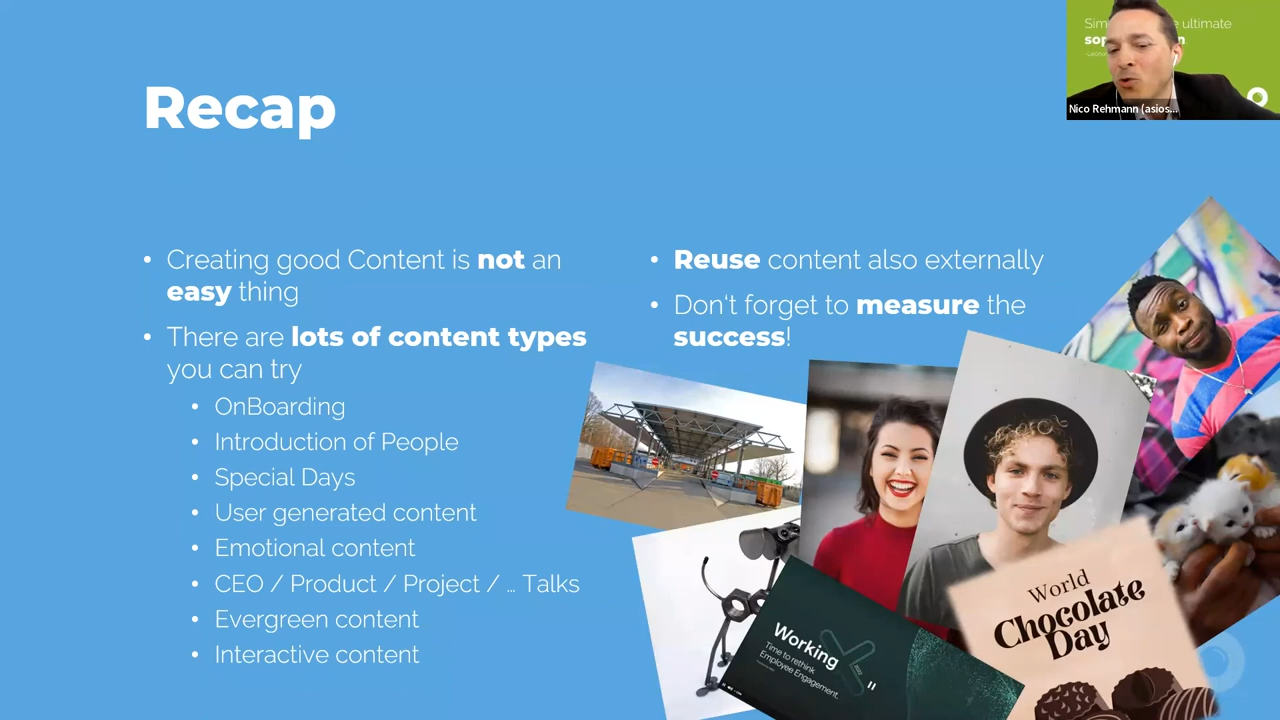 Recap
Creating good Content is not an
easy thing
There are lots of content types
you can try
OnBoarding
Introduction of People
Special Days
User generated content
Emotional content
CEO / Product / Project / … Talks
Evergreen content
Interactive content
Reuse content also externally
Don't forget to measure the
success!
ultimate
Nico Rehmann (asios...
Working
Time to rethink
Employee Engagement.
World
Chocolate
Day